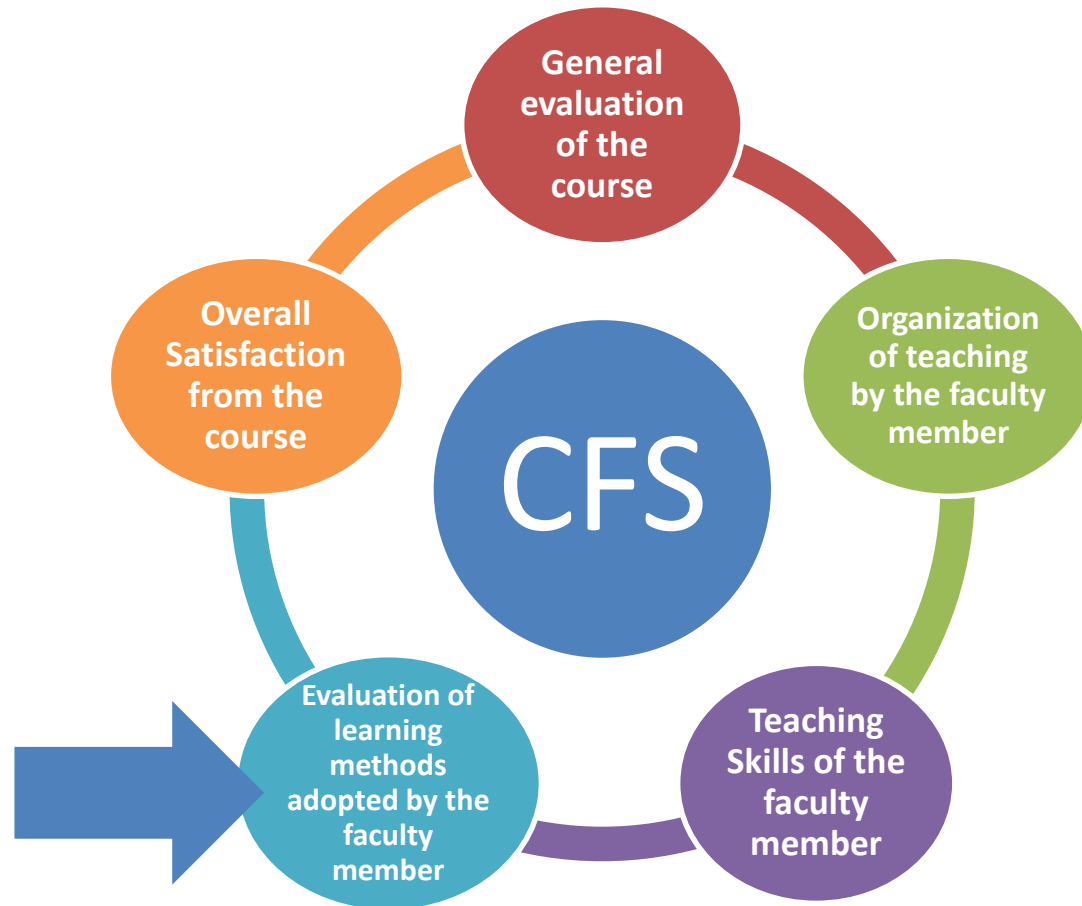 General
evaluation
of the
course
Organization
of teaching
by the faculty
member
Teaching
Skills of the
faculty
member
Evaluation of
learning
methods
adopted by the
faculty
member
Overall
Satisfaction
from the
course
CFS